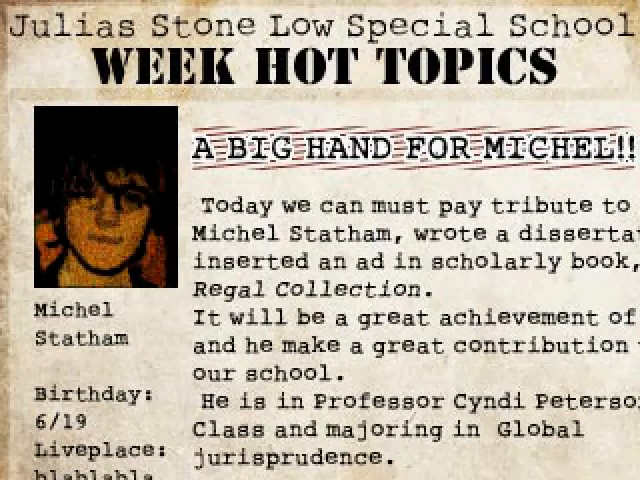 Julias Stone Low Special School
WEEK HOT TOPICS
A BIG HAND FOR MICHEL!!
Today we can must pay tribute to
Michel Statham, wrote a disserta
inserted an ad in scholarly book,
Regal Collection.
It will be a great achievement of
and he make a great contribution
our school.
He is in Professor Cyndi Peterso
Class and majoring in Global
jurisprudence.
Michel
Statham
Birthday:
6/19
Liveplace:
blahlabla